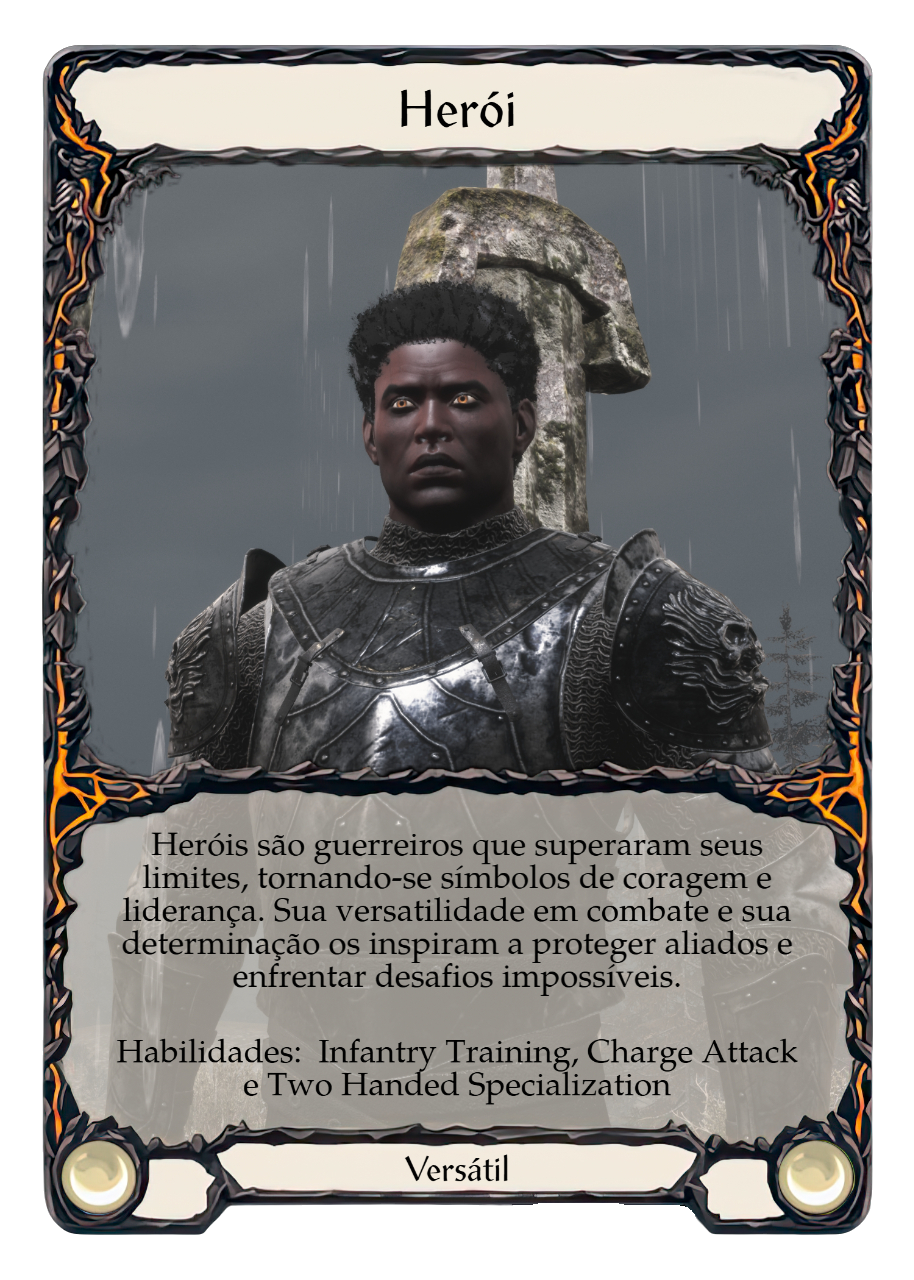 Herói
Heróis são guerreiros que superaram seus
limites, tornando-se símbolos de coragem e
liderança. Sua versatilidade em combate e sua
determinação os inspiram a proteger aliados e
enfrentar desafios impossíveis.
Habilidades:  Infantry Training, Charge Attack
e Two Handed Specialization
Versátil